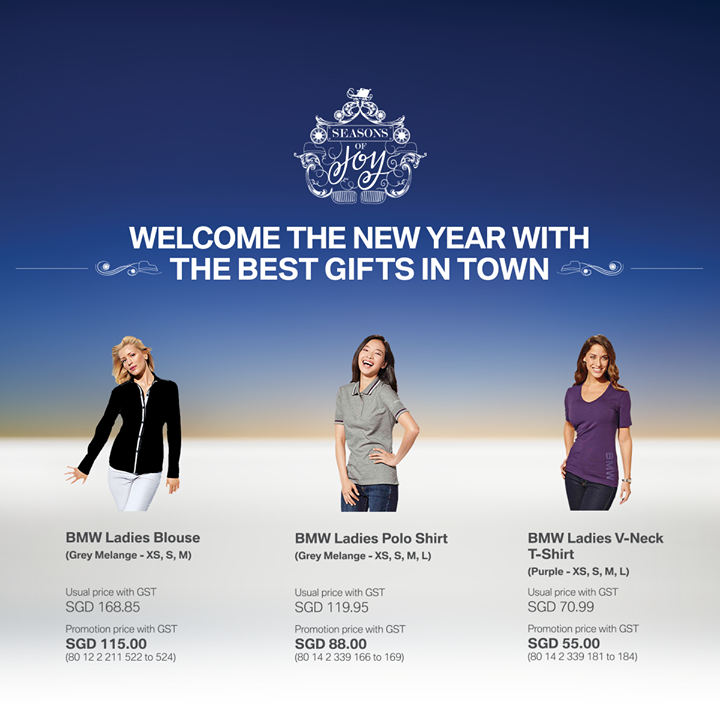 SEASONS
OF
Joy
WELCOME THE NEW YEAR WITH
THE BEST GIFTS IN TOWN
BMW
BMW Ladies Blouse
(Grey Melange - XS, S, M)
Usual price with GST
SGD 168.85
Promotion price with GST
SGD 115.00
(80 12 2 211 522 to 524)
BMW Ladies Polo Shirt
(Grey Melange - XS, S, M, L)
Usual price with GST
SGD 119.95
Promotion price with GST
SGD 88.00
(80 14 2 339 166 to 169)
BMW Ladies V-Neck
T-Shirt
(Purple - XS, S, M, L)
Usual price with GST
SGD 70.99
Promotion price with GST
SGD 55.00
(80 14 2 339 181 to 184)